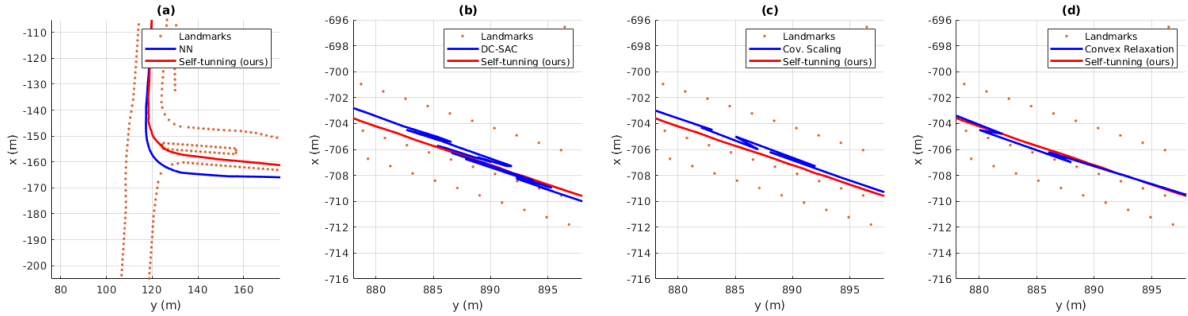 (a)
-110
-120
-130
-140
-150
-160
-170
-180
-190
-200
80
100
120
140
160
x (m)
y (m)
Landmarks
NN
Self-tunning (ours)
(b)
-696
-698
-700
-702
-704
-706
-708
-710
-712
-714
-716
880
885
890
895
x (m)
y (m)
Landmarks
DC-SAC
Self-tunning (ours)
(c)
-696
-698
-700
-702
-704
-706
-708
-710
-712
-714
-716
880
885
890
895
x (m)
y (m)
Landmarks
Cov. Scaling
Self-tunning (ours)
(d)
-696
-698
-700
-702
-704
-706
-708
-710
-712
-714
-716
880
885
890
895
x (m)
y (m)
Landmarks
Convex Relaxation
Self-tunning (ours)